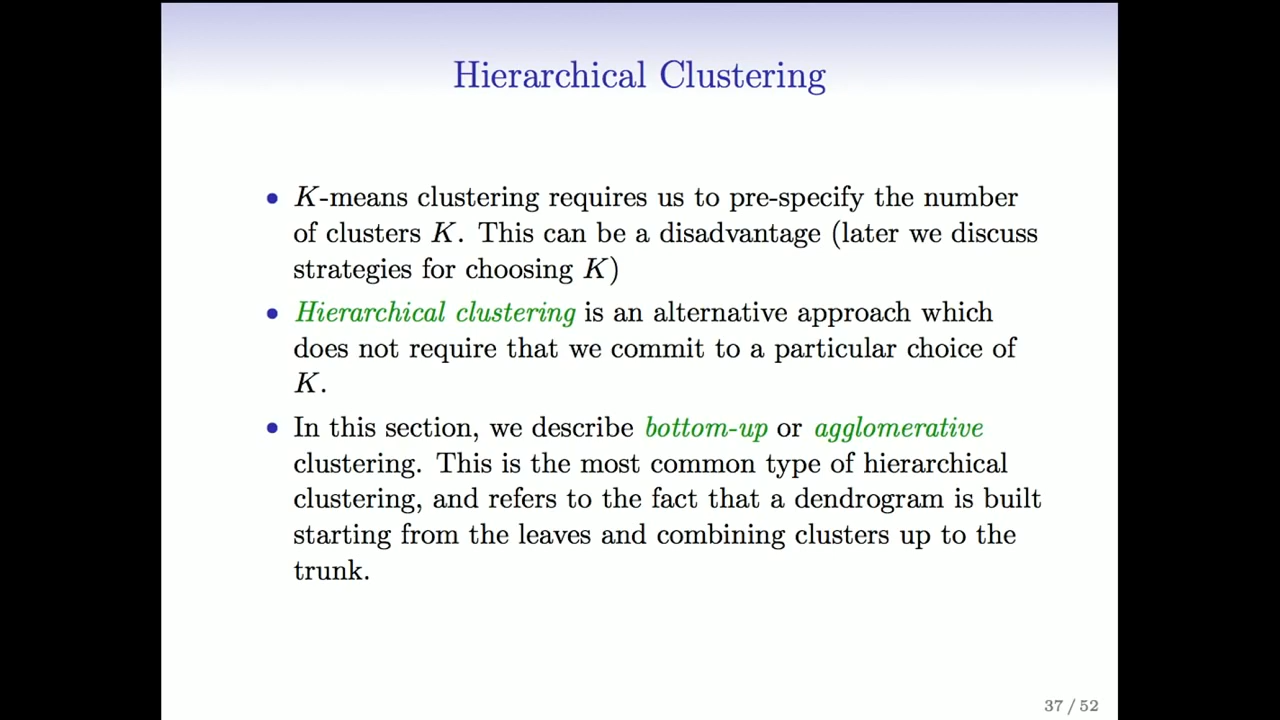 Hierarchical Clustering
• K-means clustering requires us to pre-specify the number
of clusters K. This can be a disadvantage (later we discuss
strategies for choosing K)
• Hierarchical clustering is an alternative approach which
does not require that we commit to a particular choice of
K.
• In this section, we describe bottom-up or agglomerative
clustering. This is the most common type of hierarchical
clustering, and refers to the fact that a dendrogram is built
starting from the leaves and combining clusters up to the
trunk.
37 / 52